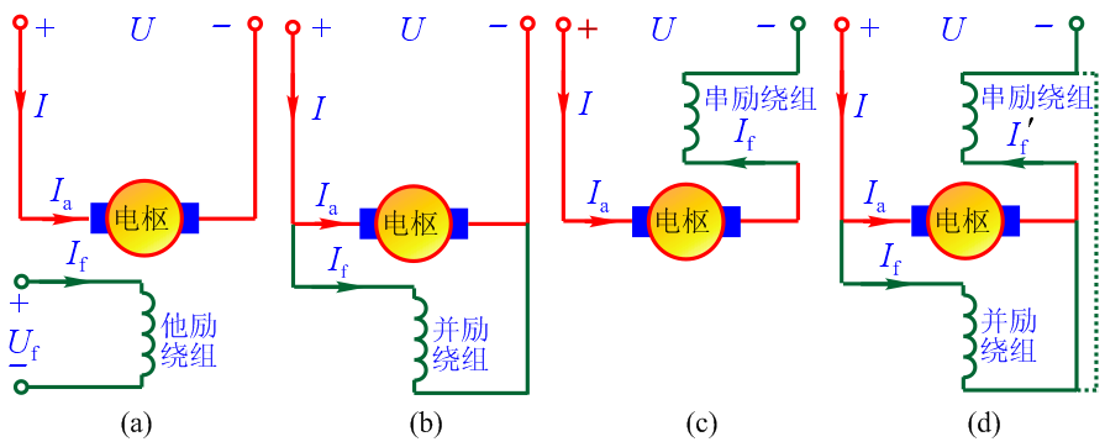 + U −
I
I_a
电枢
I_f
+
U_f
−
他励
绕组
(a)
+ U −
I
I_a
电枢
I_f
并励
绕组
(b)
+ U −
串励绕组
I
I_f
I_a
电枢
(c)
+ U −
串励绕组
I
I_f′
I_a
电枢
I_f
并励
绕组
(d)